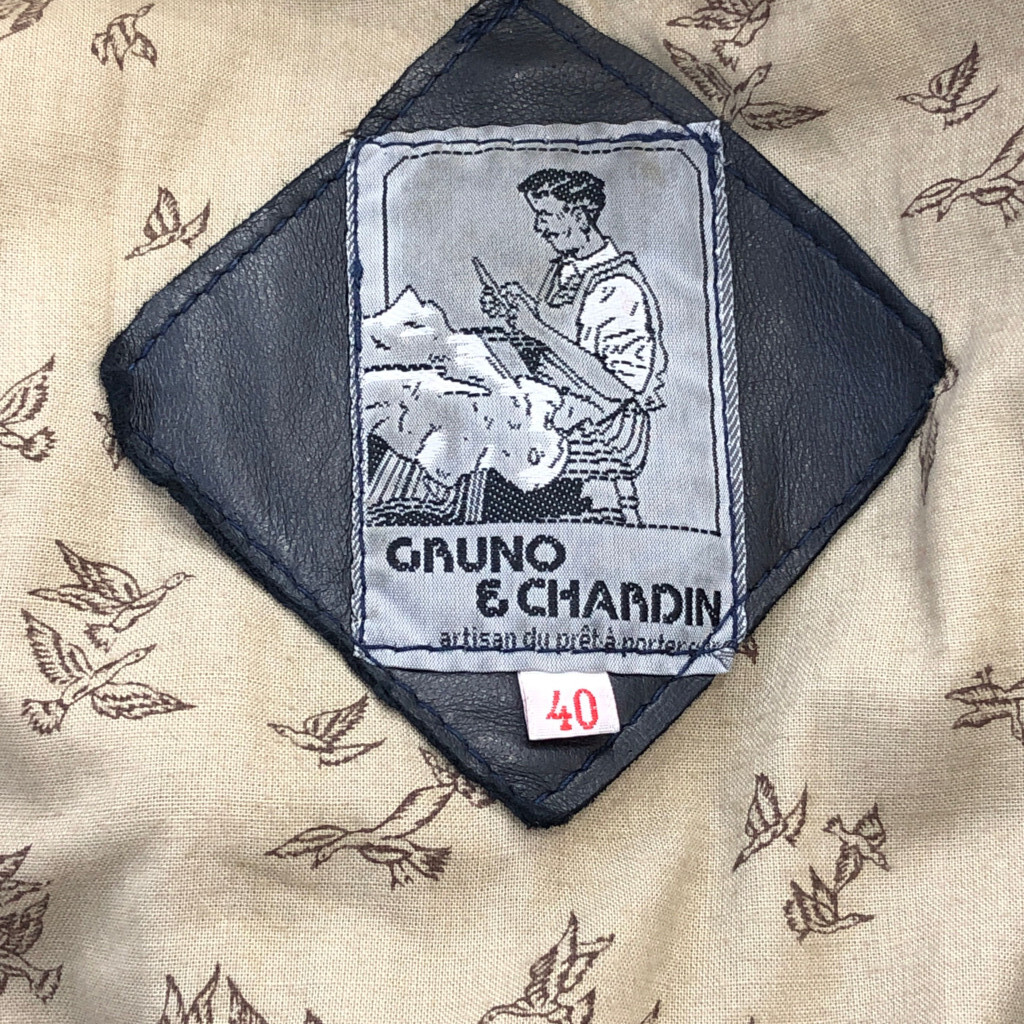 GRUNO
& CHARDIN
artisan du prêt à porter
40